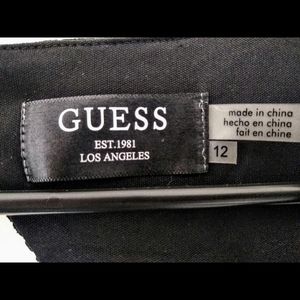 GUESS
EST.1981
LOS ANGELES
made in china
hecho en china
fait en chine
12